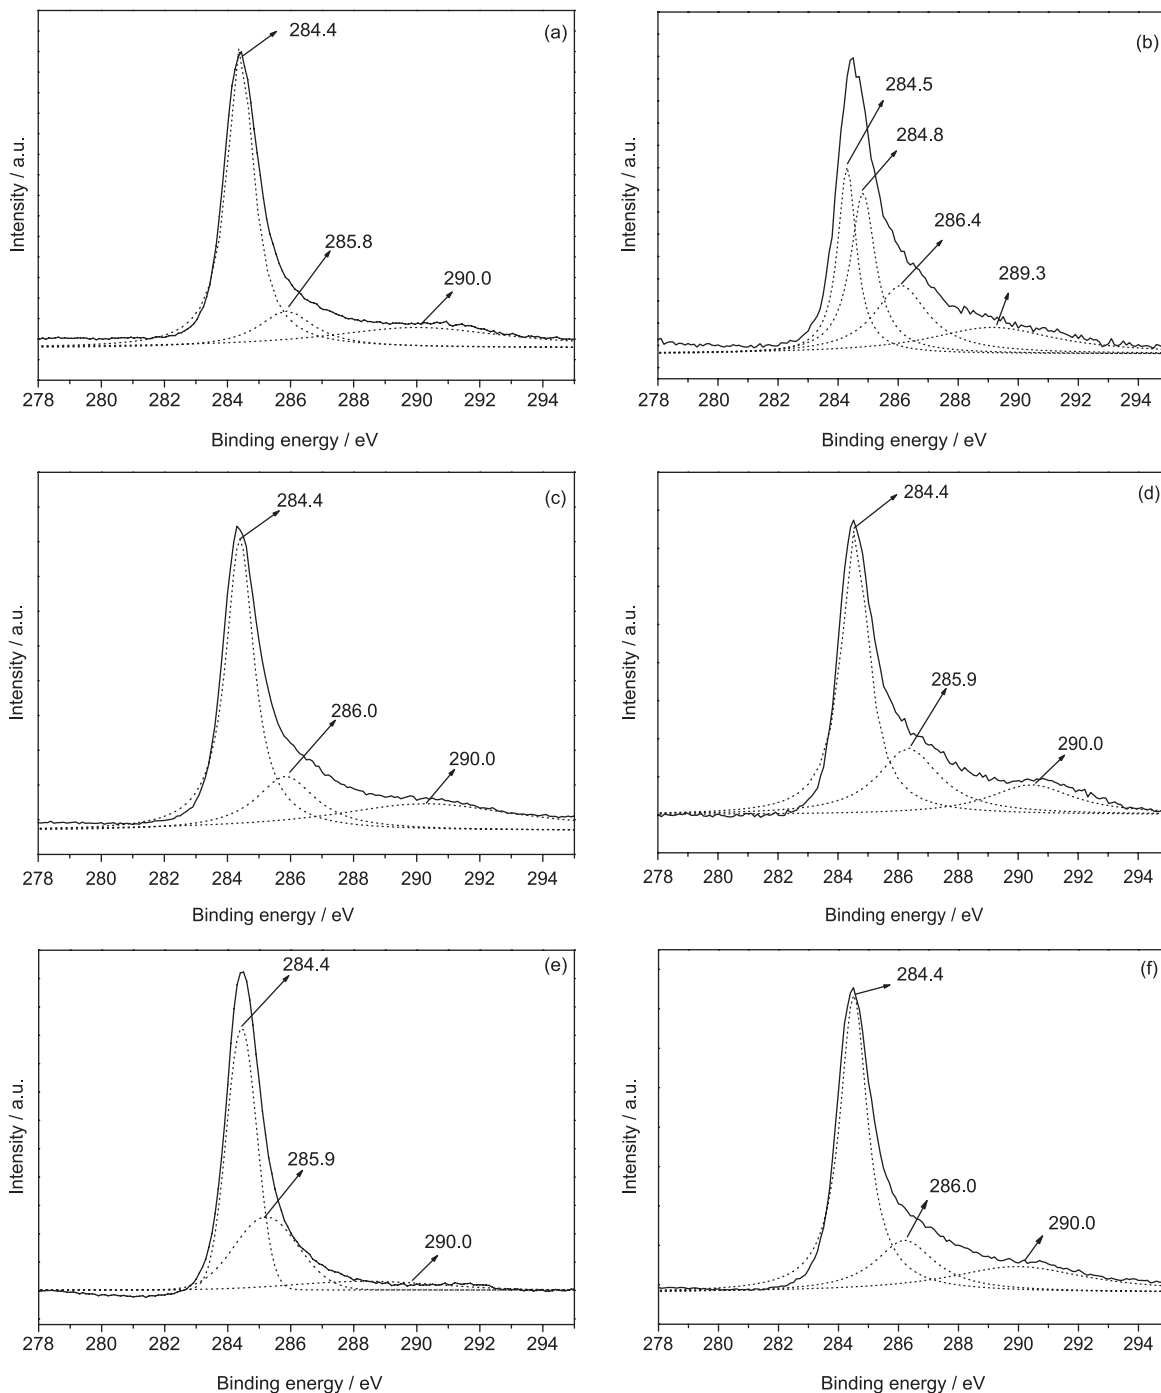 (a)
284.4
285.8
290.0
Intensity / a.u.
278 280 282 284 286 288 290 292 294
Binding energy / eV
(b)
284.5
284.8
286.4
289.3
Intensity / a.u.
278 280 282 284 286 288 290 292 294
Binding energy / eV
(c)
284.4
286.0
290.0
Intensity / a.u.
278 280 282 284 286 288 290 292 294
Binding energy / eV
(d)
284.4
285.9
290.0
Intensity / a.u.
278 280 282 284 286 288 290 292 294
Binding energy / eV
(e)
284.4
285.9
290.0
Intensity / a.u.
278 280 282 284 286 288 290 292 294
Binding energy / eV
(f)
284.4
286.0
290.0
Intensity / a.u.
278 280 282 284 286 288 290 292 294
Binding energy / eV